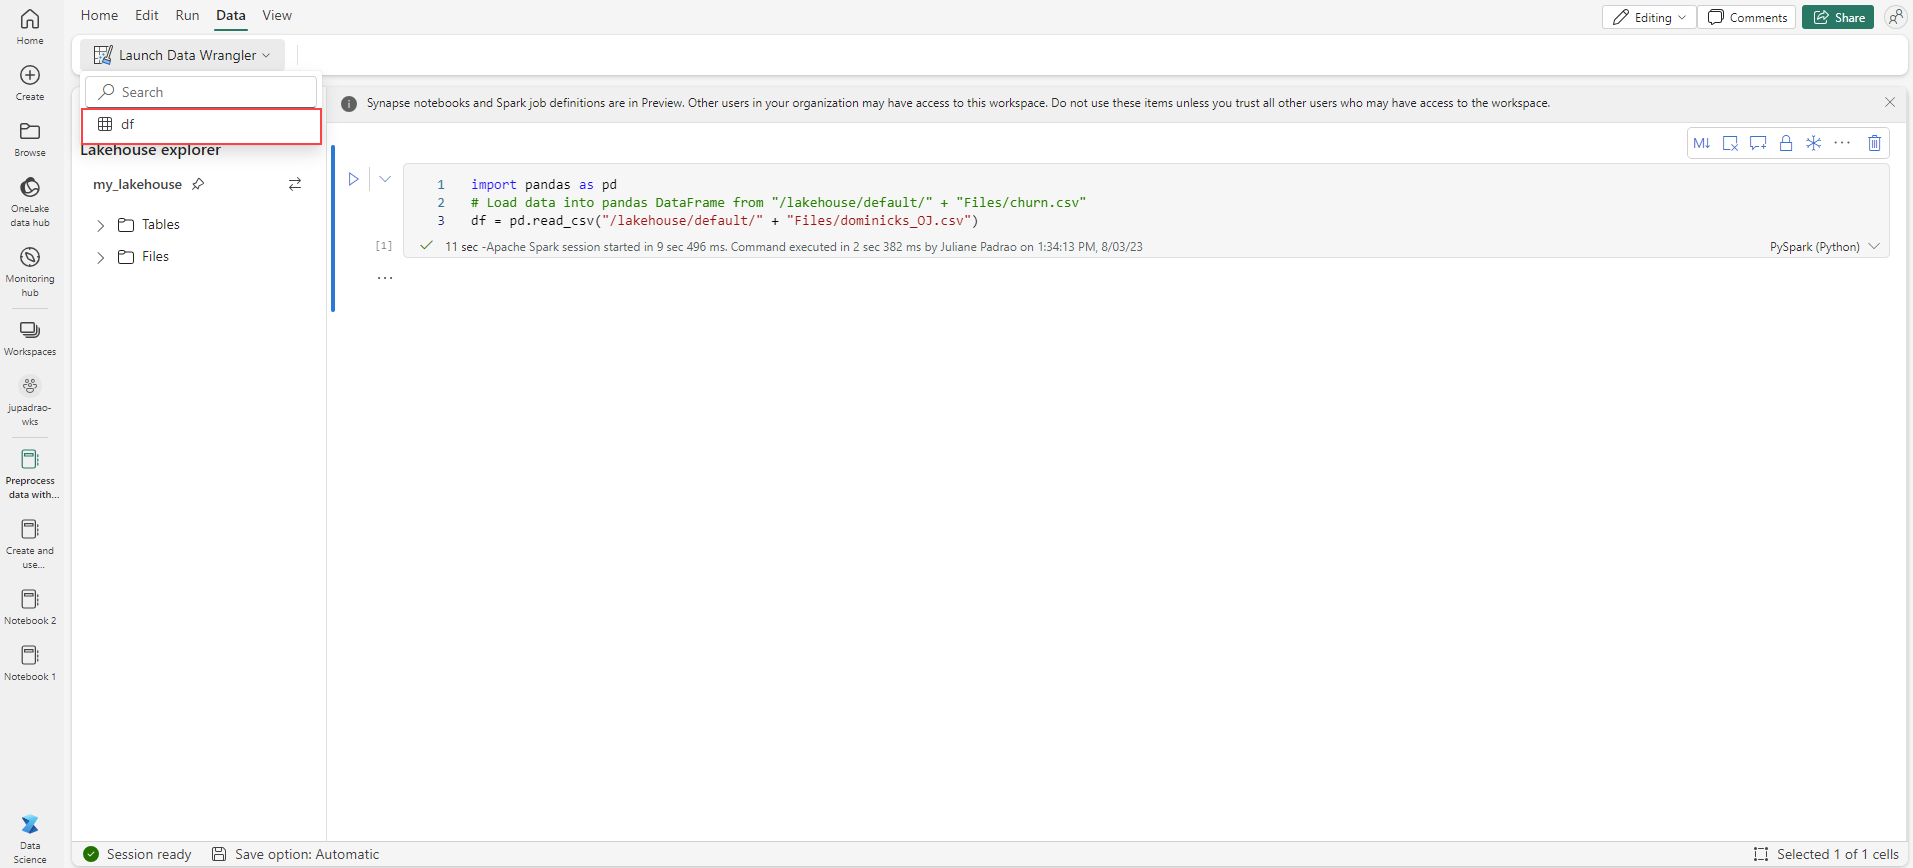 Home
Edit
Run
Data
View
Editing
Comments
Share
Launch Data Wrangler
Search
df
Home
Create
Browse
OneLake
data hub
Monitoring
hub
Workspaces
jupadrao-
wks
Preprocess
data with...
Create and
use...
Notebook 2
Notebook 1
Data
Science
Lakehouse explorer
my_lakehouse
Tables
Files
Synapse notebooks and Spark job definitions are in Preview. Other users in your organization may have access to this workspace. Do not use these items unless you trust all other users who may have access to the workspace.
M↓
1 import pandas as pd
2 # Load data into pandas DataFrame from "/lakehouse/default/" + "Files/churn.csv"
3 df = pd.read_csv("/lakehouse/default/" + "Files/dominicks_OJ.csv")
[1]
11 sec -Apache Spark session started in 9 sec 496 ms. Command executed in 2 sec 382 ms by Juliane Padrao on 1:34:13 PM, 8/03/23
PySpark (Python)
...
Session ready
Save option: Automatic
Selected 1 of 1 cells